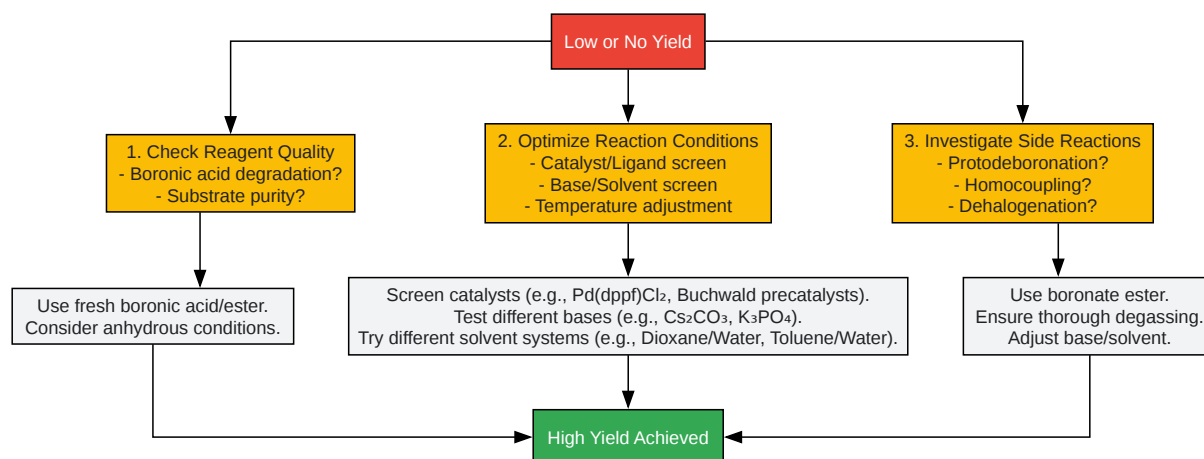 Low or No Yield
1. Check Reagent Quality
- Boronic acid degradation?
- Substrate purity?
2. Optimize Reaction Conditions
- Catalyst/Ligand screen
- Base/Solvent screen
- Temperature adjustment
3. Investigate Side Reactions
- Protodeboronation?
- Homocoupling?
- Dehalogenation?
Use fresh boronic acid/ester.
Consider anhydrous conditions.
Screen catalysts (e.g., Pd(dppf)Cl₂, Buchwald precatalysts).
Test different bases (e.g., Cs₂CO₃, K₃PO₄).
Try different solvent systems (e.g., Dioxane/Water, Toluene/Water).
Use boronate ester.
Ensure thorough degassing.
Adjust base/solvent.
High Yield Achieved